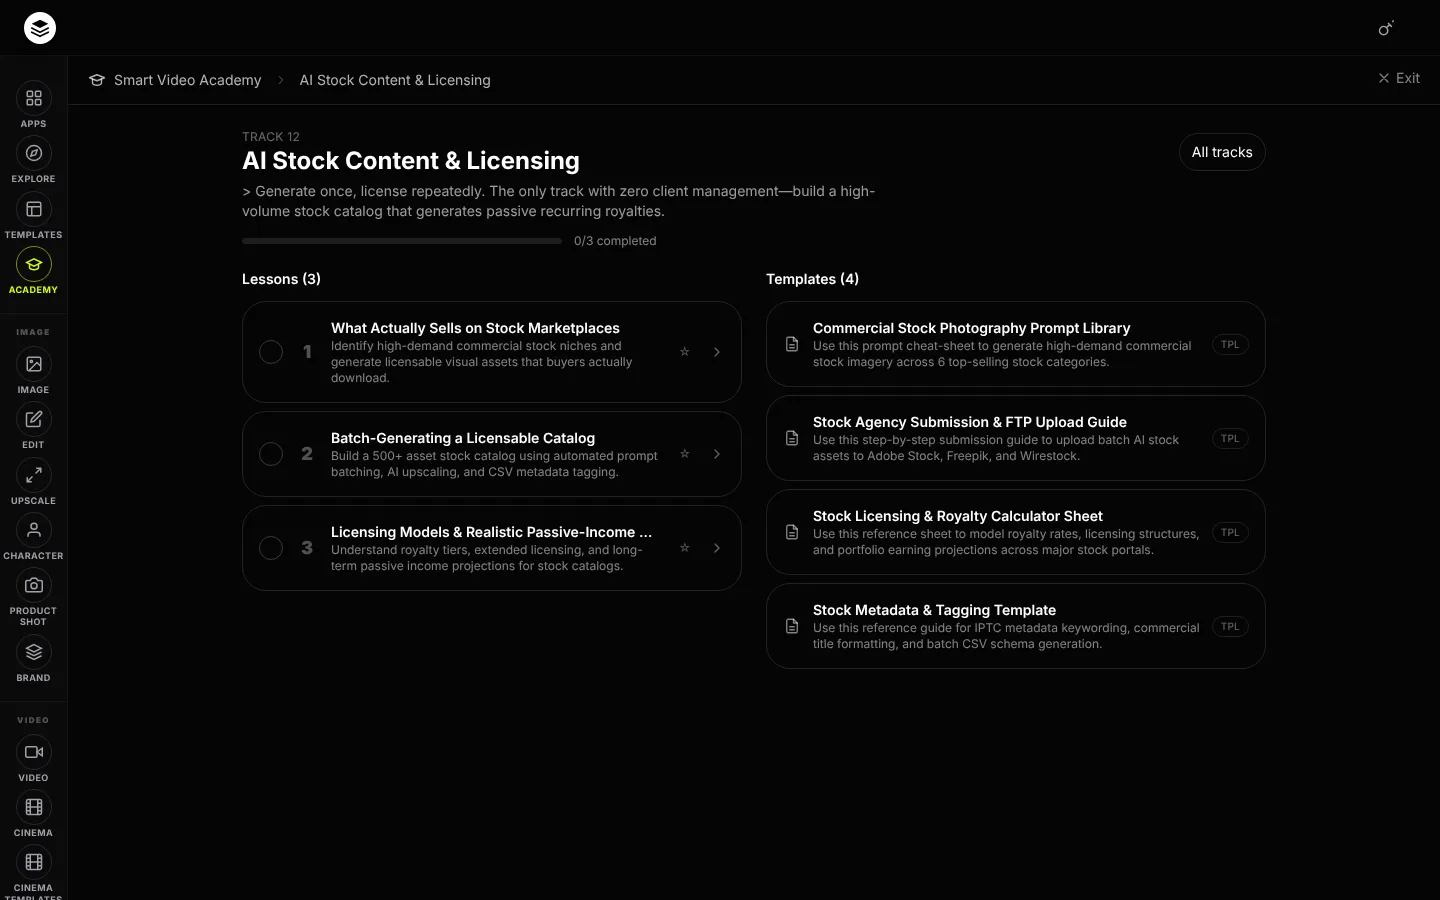 Smart Video Academy
AI Stock Content & Licensing
Exit
APPS
EXPLORE
TEMPLATES
ACADEMY
IMAGE
IMAGE
EDIT
UPSCALE
CHARACTER
PRODUCT
SHOT
BRAND
VIDEO
VIDEO
CINEMA
CINEMA
TEMPLATES
TRACK 12
AI Stock Content & Licensing
All tracks
> Generate once, license repeatedly. The only track with zero client management—build a high-
volume stock catalog that generates passive recurring royalties.
0/3 completed
Lessons (3)
1
What Actually Sells on Stock Marketplaces
Identify high-demand commercial stock niches and
generate licensable visual assets that buyers actually
download.
2
Batch-Generating a Licensable Catalog
Build a 500+ asset stock catalog using automated prompt
batching, AI upscaling, and CSV metadata tagging.
3
Licensing Models & Realistic Passive-Income ...
Understand royalty tiers, extended licensing, and long-
term passive income projections for stock catalogs.
Templates (4)
Commercial Stock Photography Prompt Library
Use this prompt cheat-sheet to generate high-demand commercial
stock imagery across 6 top-selling stock categories.
TPL
Stock Agency Submission & FTP Upload Guide
Use this step-by-step submission guide to upload batch AI stock
assets to Adobe Stock, Freepik, and Wirestock.
TPL
Stock Licensing & Royalty Calculator Sheet
Use this reference sheet to model royalty rates, licensing structures,
and portfolio earning projections across major stock portals.
TPL
Stock Metadata & Tagging Template
Use this reference guide for IPTC metadata keywording, commercial
title formatting, and batch CSV schema generation.
TPL